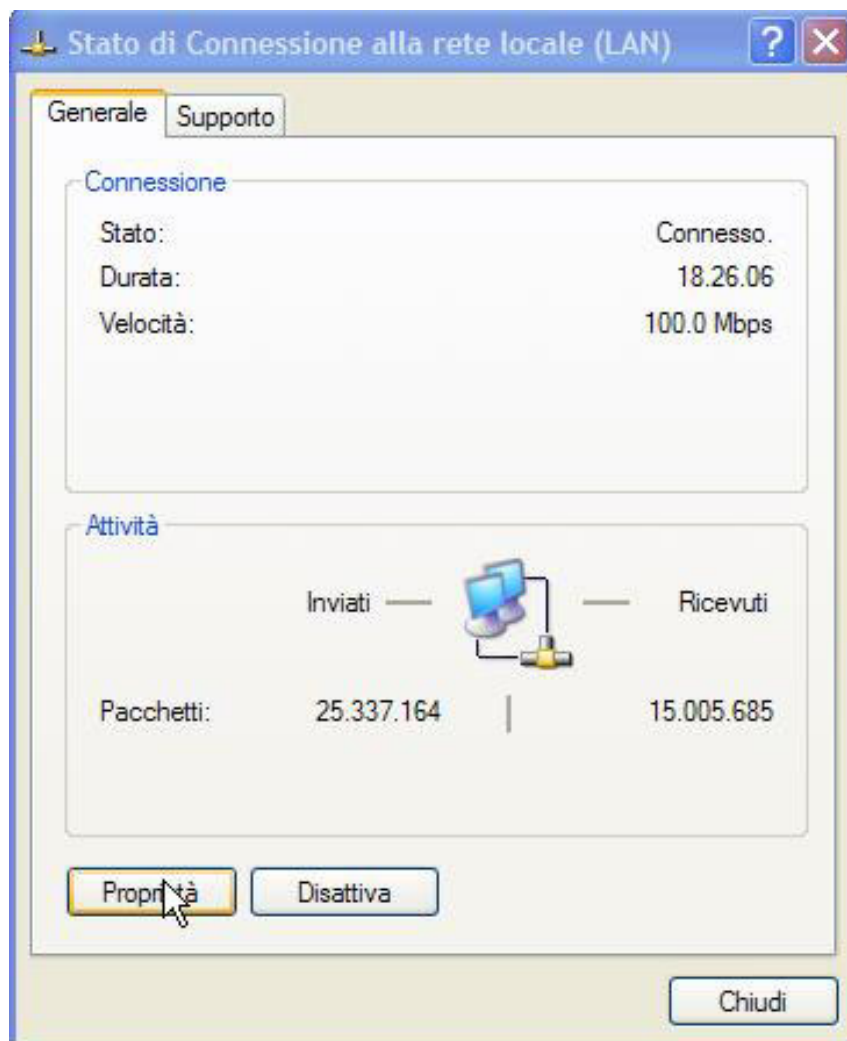 Stato di Connessione alla rete locale (LAN)
Generale Supporto
Connessione
Stato: Connesso.
Durata: 18.26.06
Velocità: 100.0 Mbps
Attività
Inviati Ricevuti
Pacchetti: 25.337.164 15.005.685
Proprietà Disattiva
Chiudi